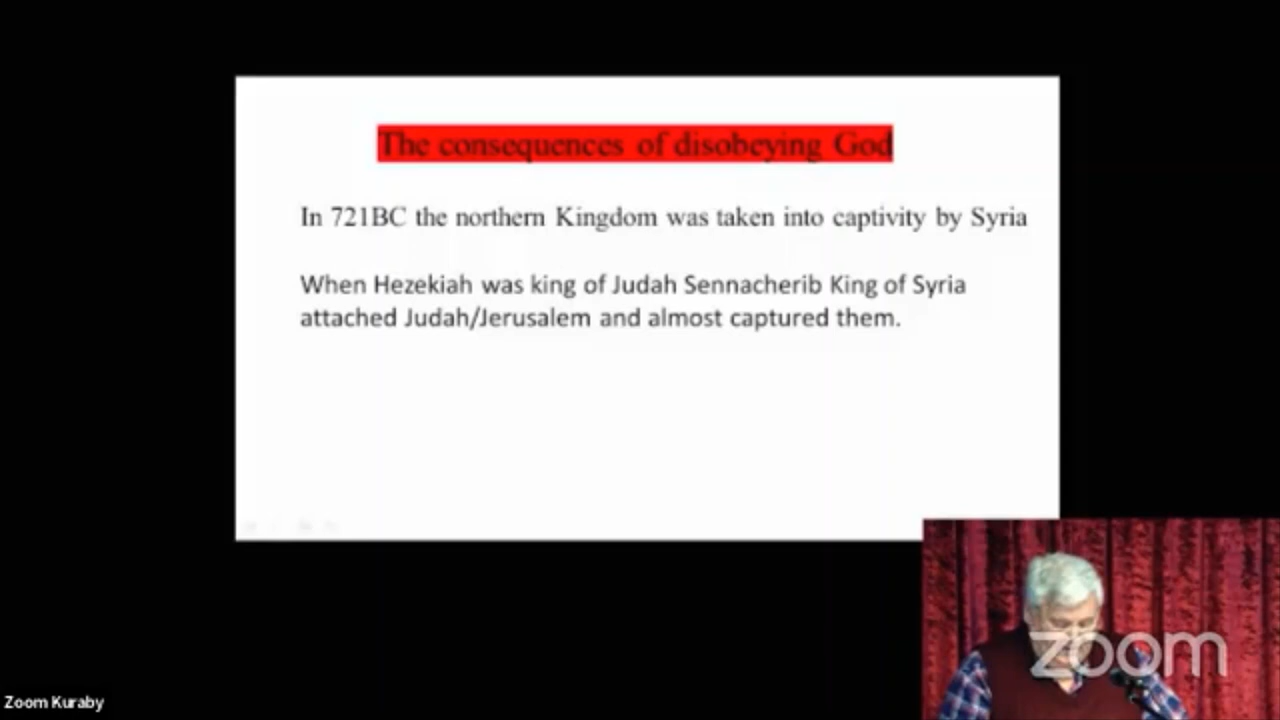 The consequences of disobeying God
In 721BC the northern Kingdom was taken into captivity by Syria
When Hezekiah was king of Judah Sennacherib King of Syria
attached Judah/Jerusalem and almost captured them.
zoom
Zoom Kuraby